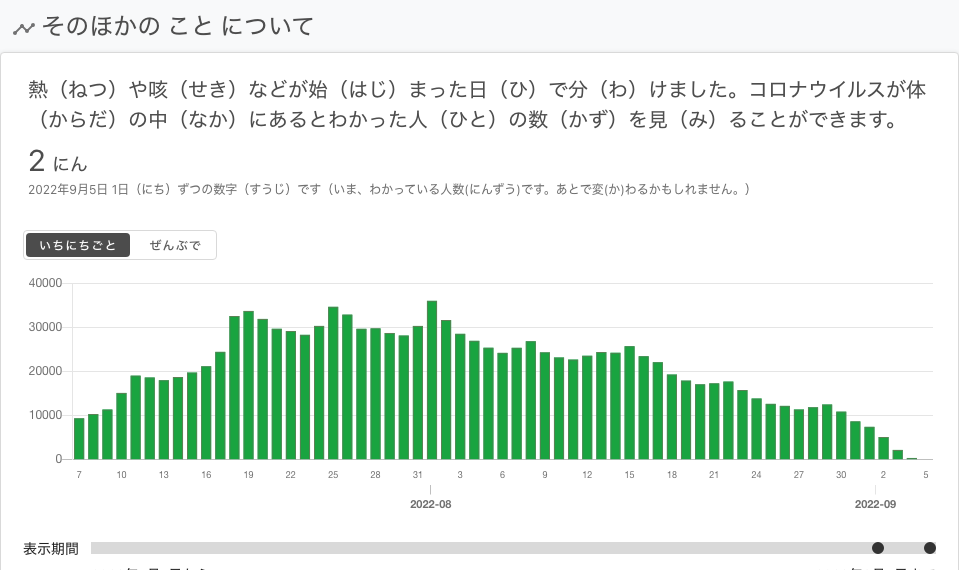 そのほかの こと について
熱（ねつ）や咳（せき）などが始（はじ）まった日（ひ）で分（わ）けました。コロナウイルスが体
（からだ）の中（なか）にあるとわかった人（ひと）の数（かず）を見（み）ることができます。
2 にん
2022年9月5日 1日（にち）ずつの数字（すうじ）です（いま、わかっている人数(にんずう)です。あとで変(か)わるかもしれません。）
いちにちごと ぜんぶで
40000
30000
20000
10000
0
7 10 13 16 19 22 25 28 31 3 6 9 12 15 18 21 24 27 30 2 5
2022-08 2022-09
表示期間